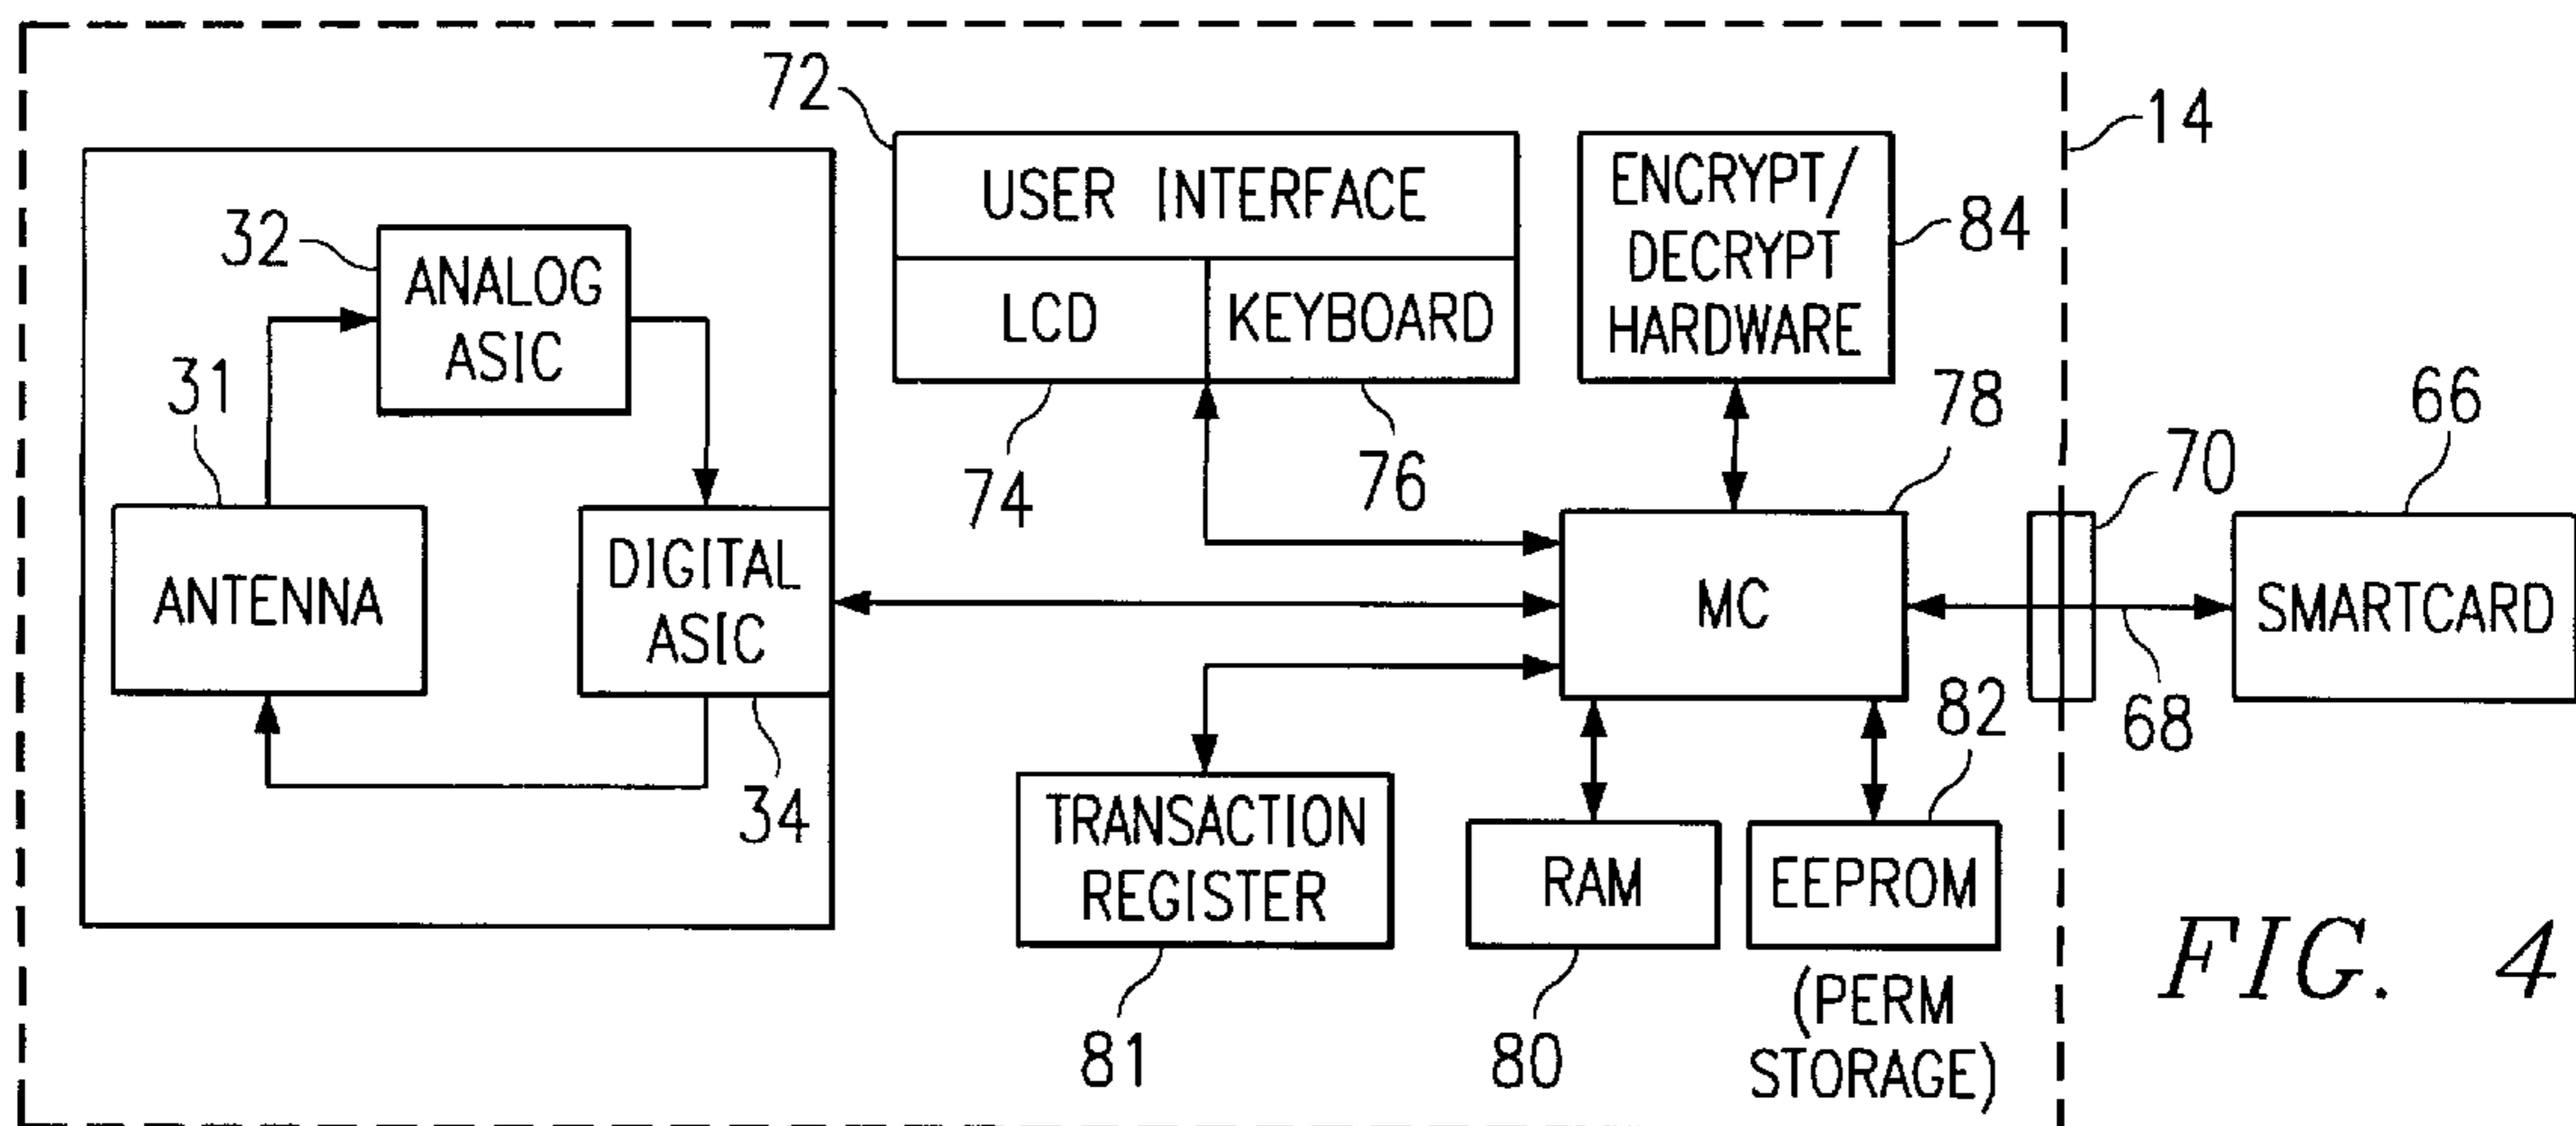 72
14
USER INTERFACE
LCD
KEYBOARD
74
76
ENCRYPT/
DECRYPT
HARDWARE
84
32
ANALOG
ASIC
31
ANTENNA
DIGITAL
ASIC
34
78
MC
70
66
SMARTCARD
68
TRANSACTION
REGISTER
81
RAM
80
82
EEPROM
(PERM
STORAGE)
FIG. 4